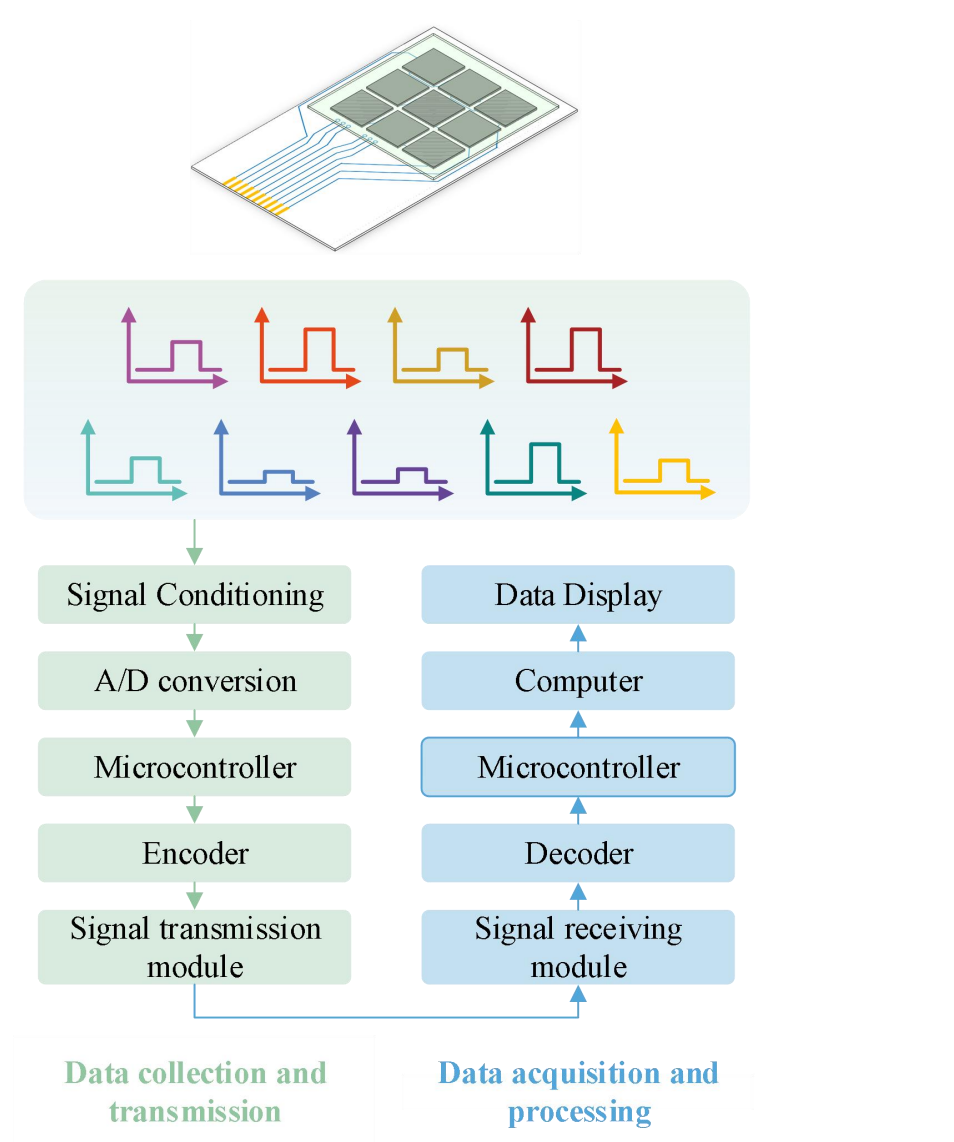 Signal Conditioning
A/D conversion
Microcontroller
Encoder
Signal transmission
module
Data Display
Computer
Microcontroller
Decoder
Signal receiving
module
Data collection and
transmission
Data acquisition and
processing